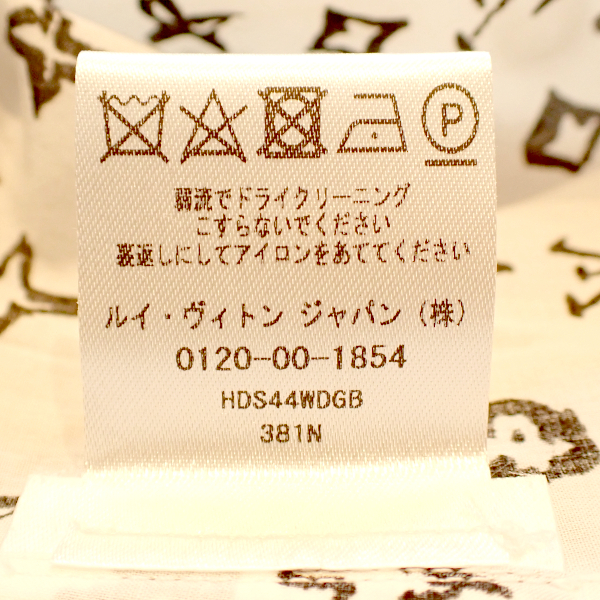 P
弱流でドライクリーニング
こすらないでください
裏返しにしてアイロンをあててください
ルイ・ヴィトン ジャパン（株）
0120-00-1854
HDS44WDGB
381N